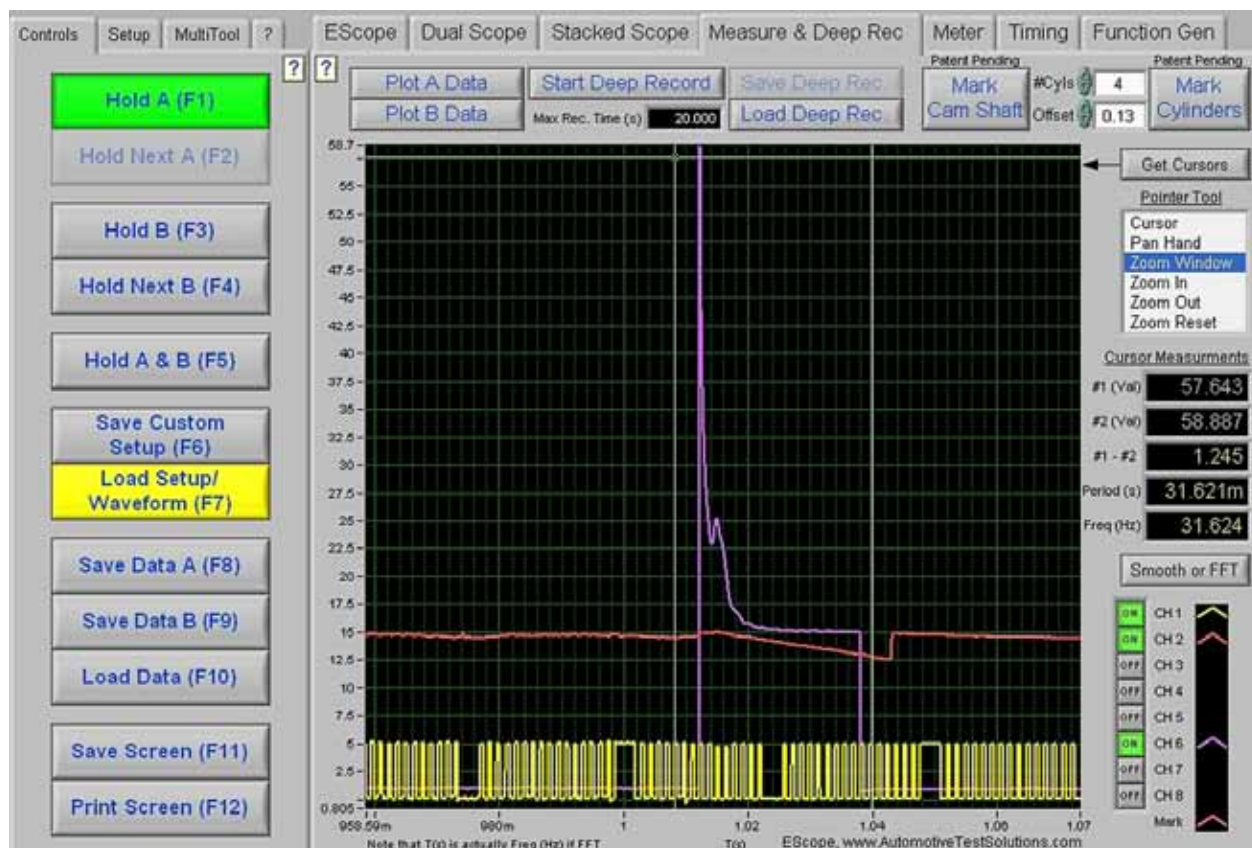 Controls Setup MultiTool ?
EScope Dual Scope Stacked Scope Measure & Deep Rec Meter Timing Function Gen
?
Hold A (F1)
Hold Next A (F2)
Hold B (F3)
Hold Next B (F4)
Hold A & B (F5)
Save Custom
Setup (F6)
Load Setup/
Waveform (F7)
Save Data A (F8)
Save Data B (F9)
Load Data (F10)
Save Screen (F11)
Print Screen (F12)
?
Plot A Data Start Deep Record Save Deep Rec
Plot B Data Max Rec. Time (s) 20.000 Load Deep Rec
Patent Pending
Mark
Cam Shaft
#Cyls 4
Offset 0.13
Patent Pending
Mark
Cylinders
58.7
55
52.5
50
47.5
45
42.5
40
37.5
35
32.5
30
27.5
25
22.5
20
17.5
15
12.5
10
7.5
5
2.5
0.805
958.59m 980m 1 1.02 1.04 1.06 1.07
Note that T(s) is actually Freq (Hz) if FFT T(s) EScope, www.AutomotiveTestSolutions.com
Get Cursors
Pointer Tool
Cursor
Pan Hand
Zoom Window
Zoom In
Zoom Out
Zoom Reset
Cursor Measurments
#1 (Val) 57.643
#2 (Val) 58.887
#1 - #2 1.245
Period (s) 31.621m
Freq (Hz) 31.624
Smooth or FFT
ON CH 1
ON CH 2
OFF CH 3
OFF CH 4
OFF CH 5
ON CH 6
OFF CH 7
OFF CH 8
Mark